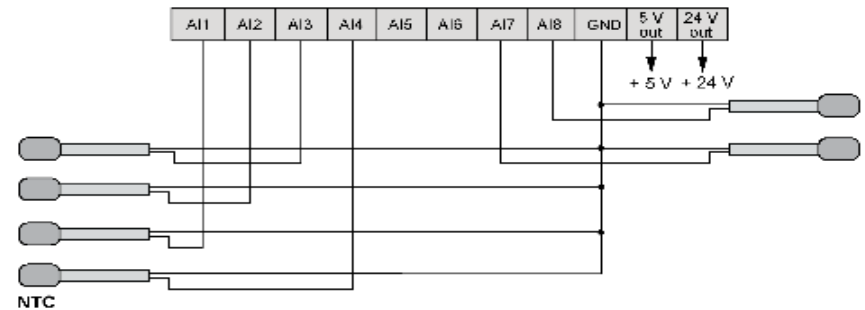 AI1 AI2 AI3 AI4 AI5 AI6 AI7 AI8 GND 5 V out 24 V out
+ 5 V + 24 V
NTC